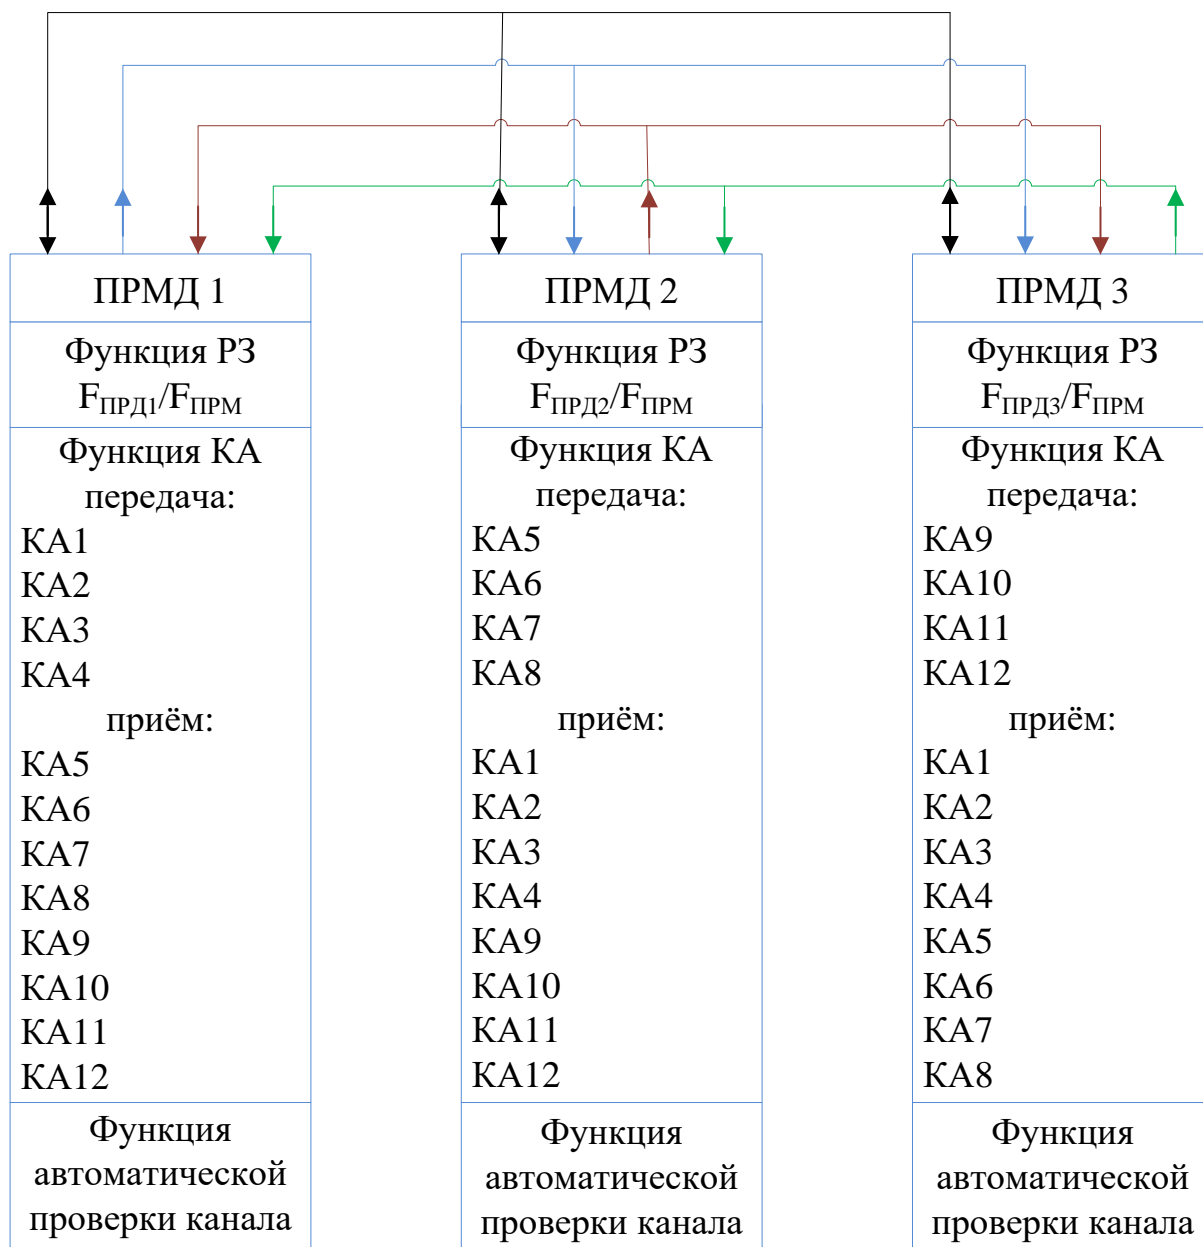 ПРМД 1
Функция РЗ
FПРД1/FПРМ
Функция КА
передача:
КА1
КА2
КА3
КА4
приём:
КА5
КА6
КА7
КА8
КА9
КА10
КА11
КА12
Функция
автоматической
проверки канала
ПРМД 2
Функция РЗ
FПРД2/FПРМ
Функция КА
передача:
КА5
КА6
КА7
КА8
приём:
КА1
КА2
КА3
КА4
КА9
КА10
КА11
КА12
Функция
автоматической
проверки канала
ПРМД 3
Функция РЗ
FПРД3/FПРМ
Функция КА
передача:
КА9
КА10
КА11
КА12
приём:
КА1
КА2
КА3
КА4
КА5
КА6
КА7
КА8
Функция
автоматической
проверки канала